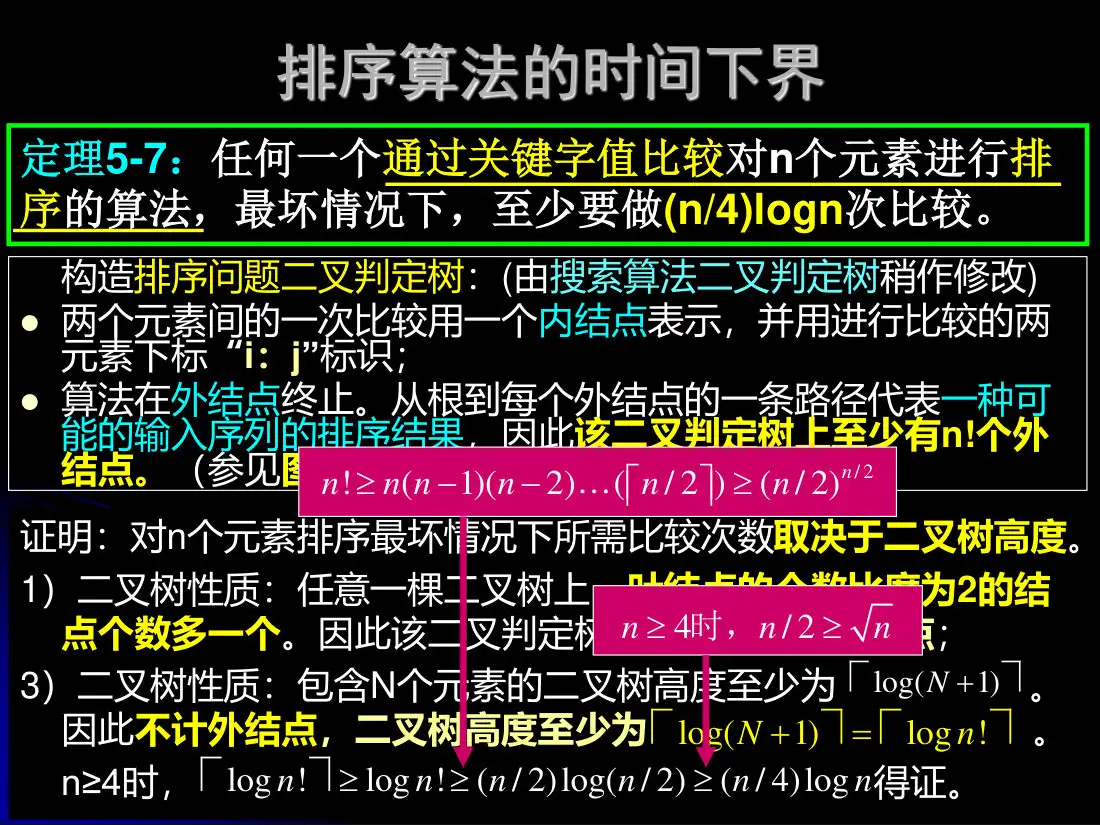 排序算法的时间下界
定理5-7：任何一个通过关键字值比较对n个元素进行排
序的算法，最坏情况下，至少要做(n/4)logn次比较。
构造排序问题二叉判定树：(由搜索算法二叉判定树稍作修改)
● 两个元素间的一次比较用一个内结点表示，并用进行比较的两
元素下标“i：j”标识；
● 算法在外结点终止。从根到每个外结点的一条路径代表一种可
能的输入序列的排序结果，因此该二叉判定树上至少有n!个外
结点。（参见图
n!≥n(n−1)(n−2)…(⌈n/2⌉)≥(n/2)^{n/2}
证明：对n个元素排序最坏情况下所需比较次数取决于二叉树高度。
1）二叉树性质：任意一棵二叉树上，叶结点的个数比度为2的结
点个数多一个。因此该二叉判定树 点；
n≥4时，n/2≥√n
3）二叉树性质：包含N个元素的二叉树高度至少为⌈log(N+1)⌉。
因此不计外结点，二叉树高度至少为⌈log(N+1)⌉=⌈logn!⌉。
n≥4时，⌈logn!⌉≥logn!≥(n/2)log(n/2)≥(n/4)logn得证。